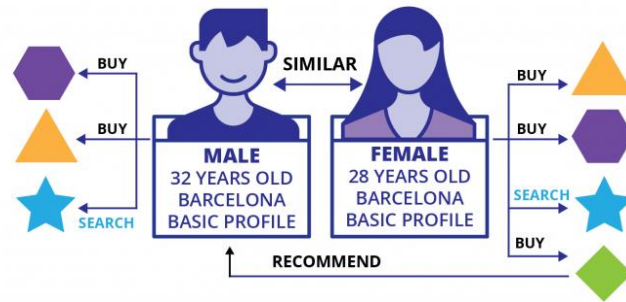 BUY
BUY
SEARCH
SIMILAR
MALE
32 YEARS OLD
BARCELONA
BASIC PROFILE
FEMALE
28 YEARS OLD
BARCELONA
BASIC PROFILE
BUY
BUY
SEARCH
BUY
RECOMMEND